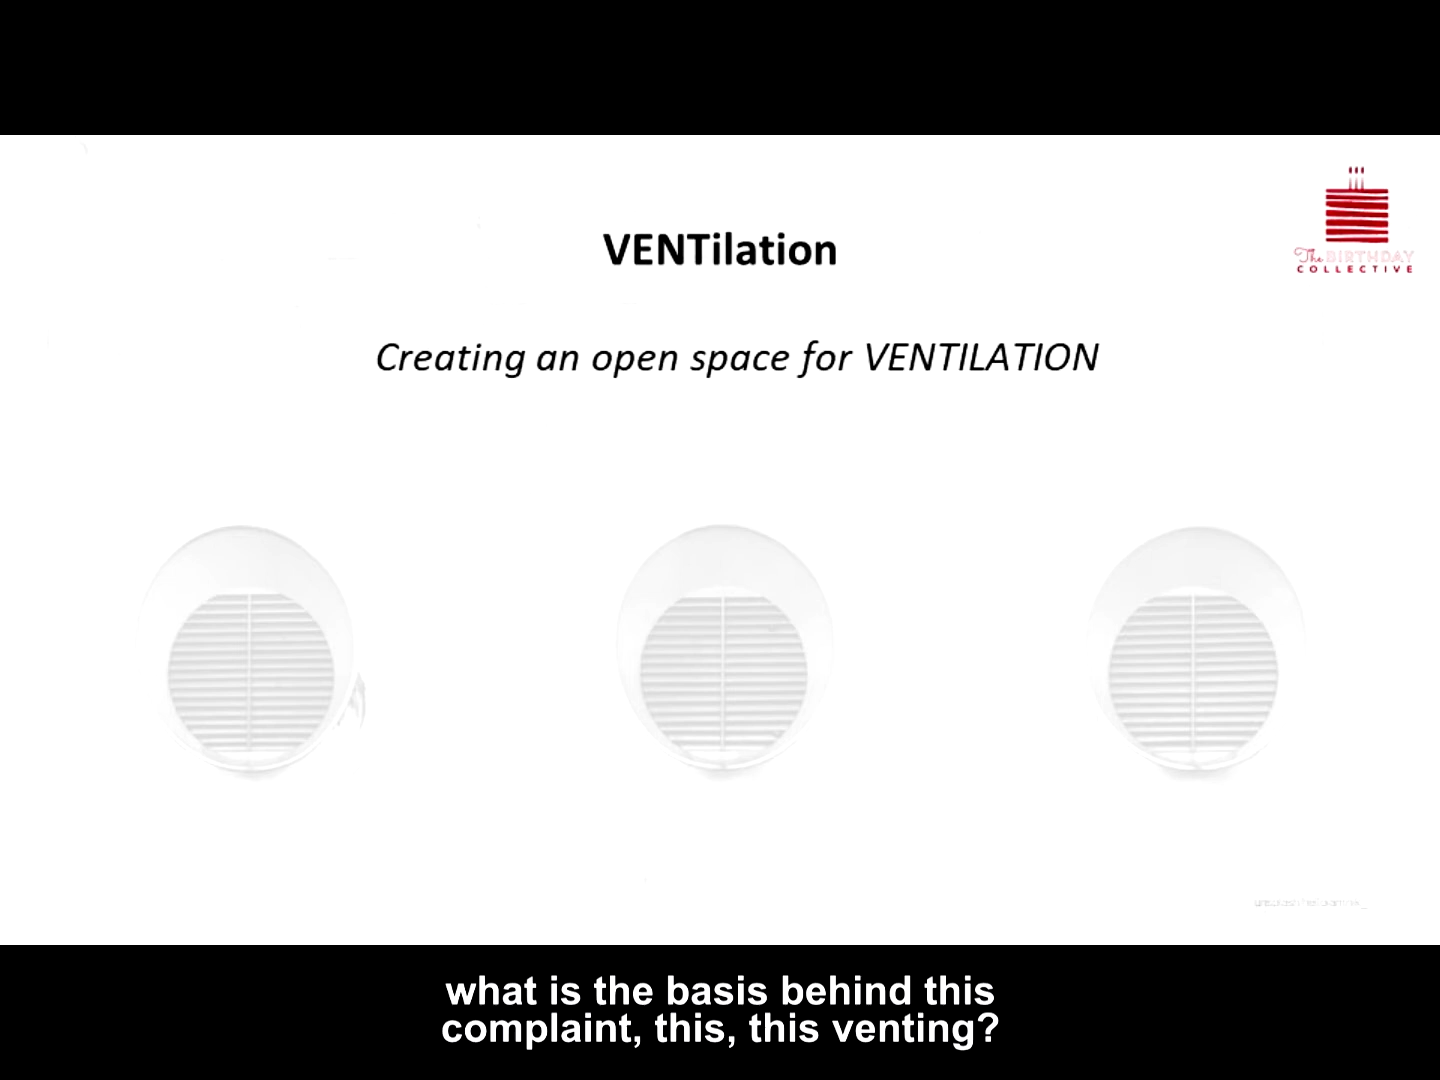 VENTilation
The BIRTHDAY
COLLECTIVE
Creating an open space for VENTILATION
what is the basis behind this
complaint, this, this venting?